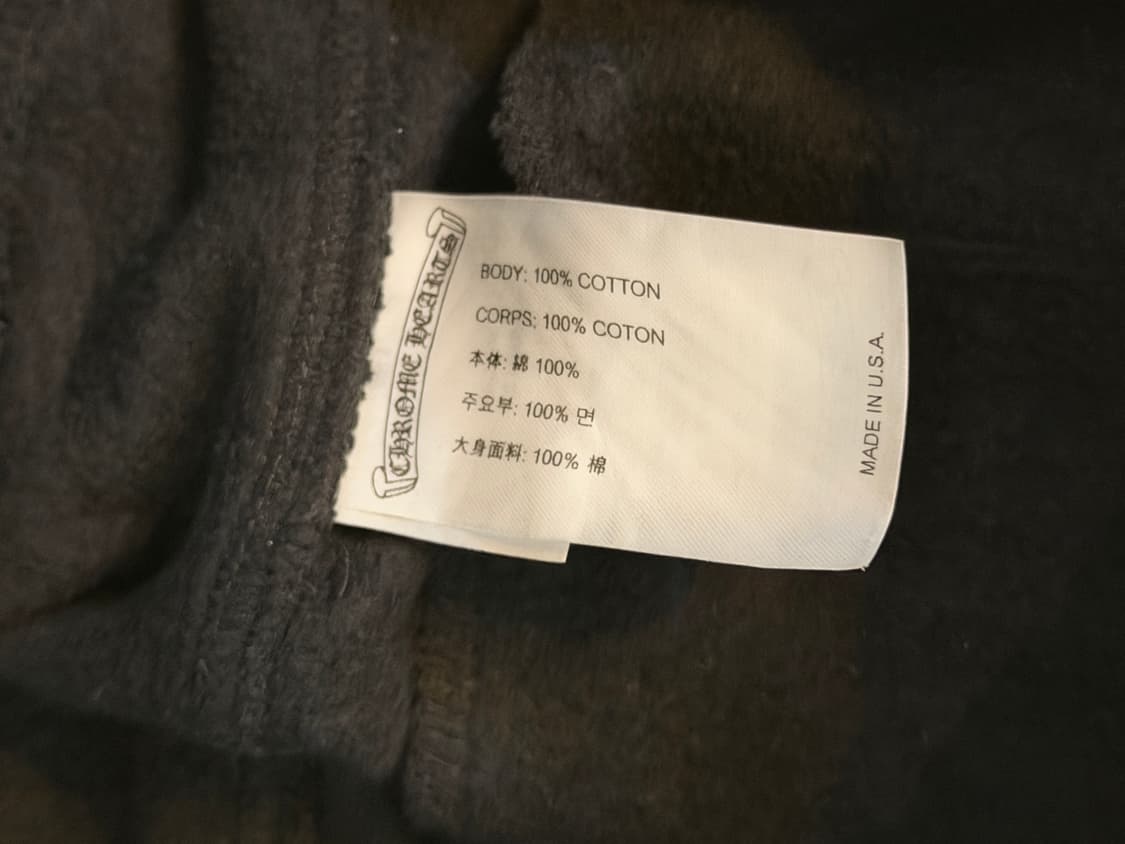 CHROME HEARTS
BODY: 100% COTTON
CORPS: 100% COTON
本体: 綿 100%
주요부: 100% 면
大身面料: 100% 棉
MADE IN U.S.A.